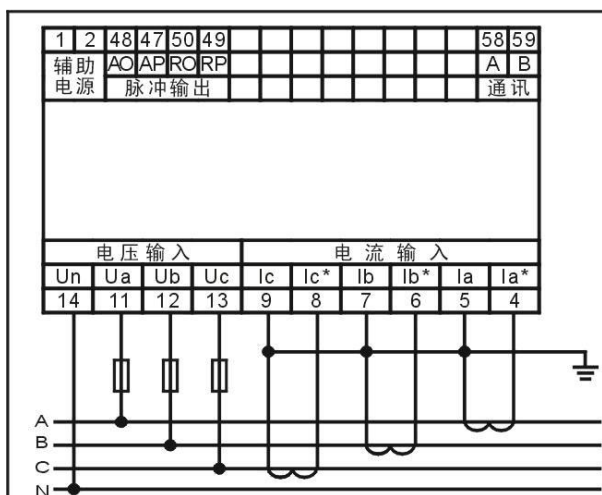 1 2 48 47 50 49 58 59
辅助 AO AP RO RP A B
电源 脉冲输出 通讯
电压输入 电流输入
Un Ua Ub Uc Ic Ic* Ib Ib* Ia Ia*
14 11 12 13 9 8 7 6 5 4
A
B
C
N